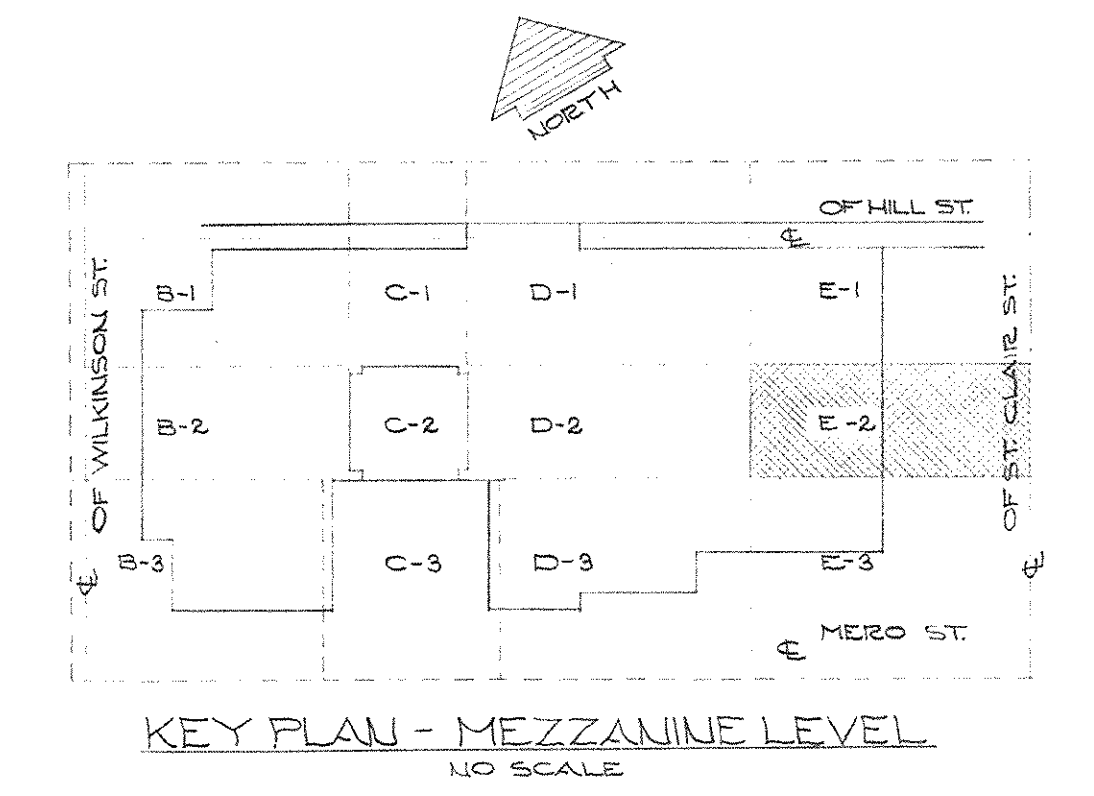 NORTH
OF HILL ST.
℄
B-1
C-1
D-1
E-1
OF WILKINSON ST.
℄
B-2
C-2
D-2
E-2
OF ST. CLAIR ST.
℄
B-3
C-3
D-3
E-3
℄ MERO ST.
KEY PLAN - MEZZANINE LEVEL
NO SCALE